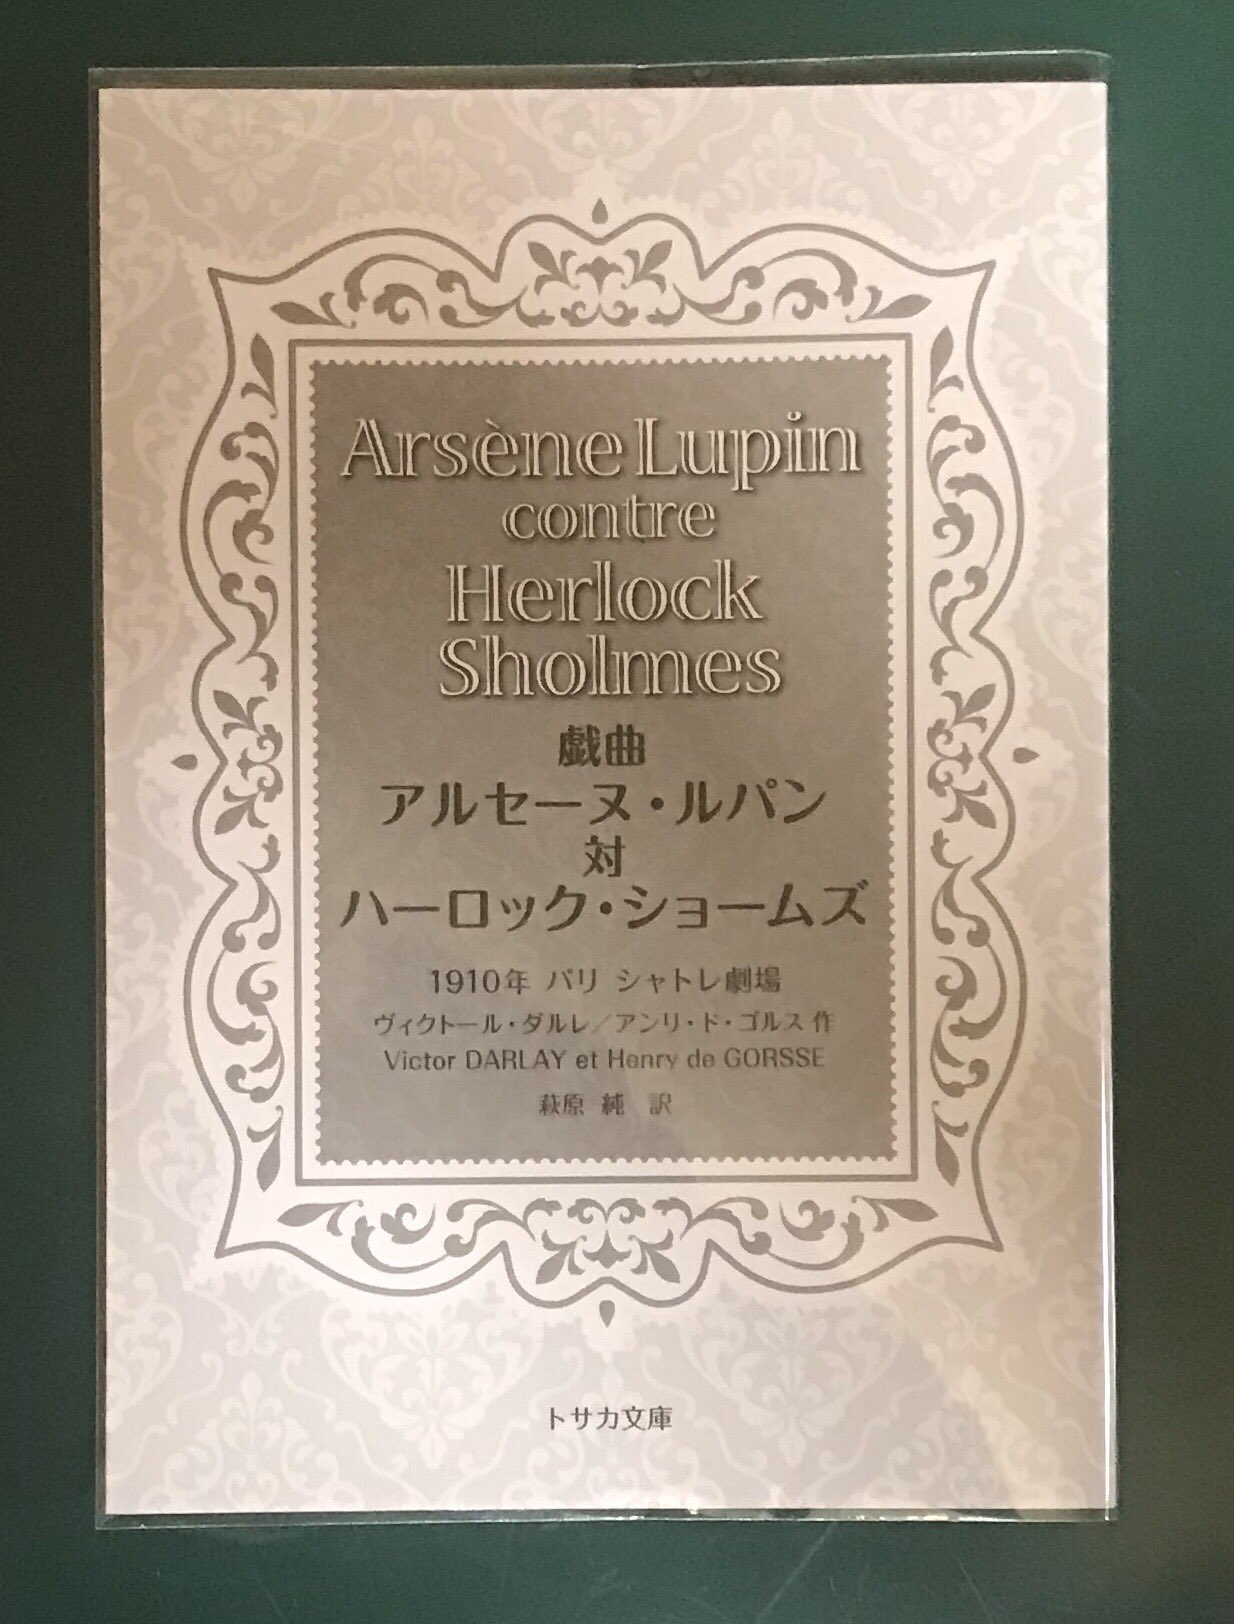 Arsène Lupin
contre
Herlock
Sholmes
戯曲
アルセーヌ・ルパン
対
ハーロック・ショームズ
1910年 パリ シャトレ劇場
ヴィクトール・ダルレ／アンリ・ド・ゴルス 作
Victor DARLAY et Henry de GORSSE
萩原 純 訳
トサカ文庫